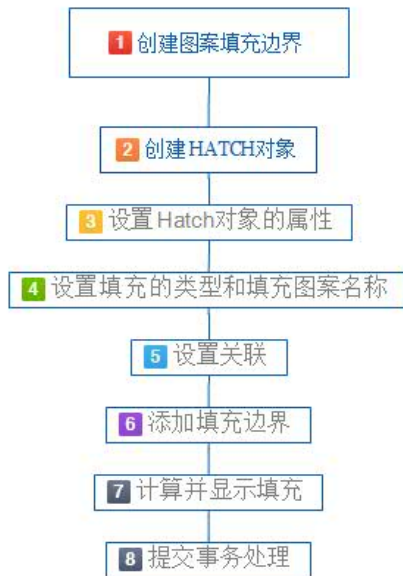 1 创建图案填充边界
2 创建HATCH对象
3 设置Hatch对象的属性
4 设置填充的类型和填充图案名称
5 设置关联
6 添加填充边界
7 计算并显示填充
8 提交事务处理